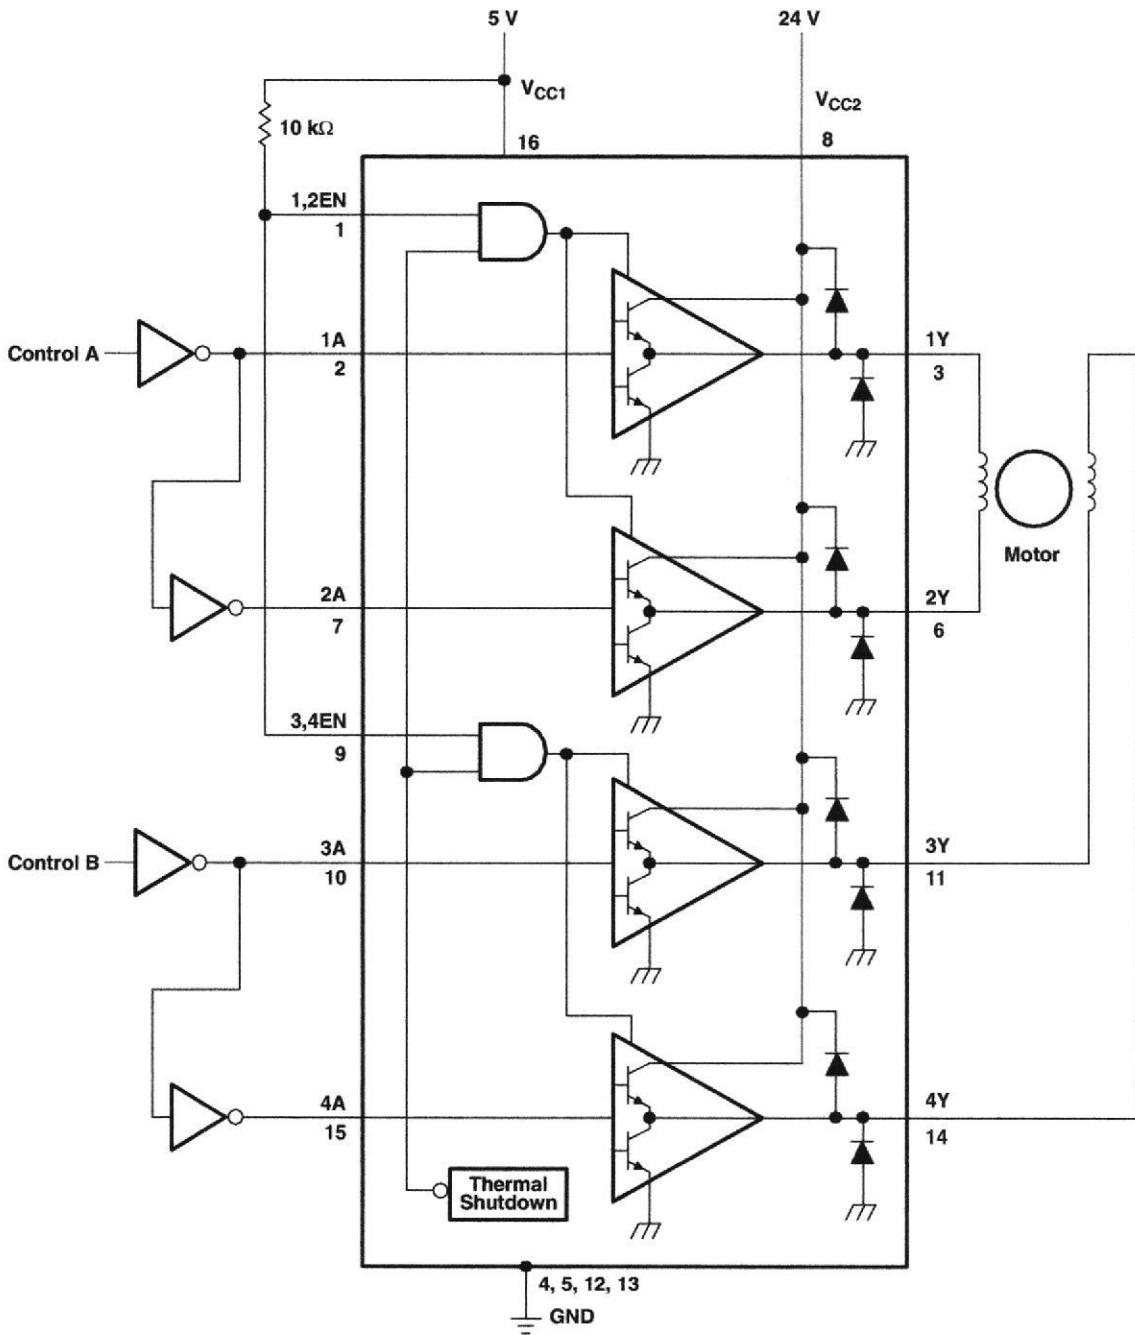 5 V
24 V
VCC1
VCC2
10 kΩ
16
8
1,2EN
1
Control A
1A
2
1Y
3
Motor
2A
7
2Y
6
3,4EN
9
Control B
3A
10
3Y
11
4A
15
4Y
14
Thermal
Shutdown
4, 5, 12, 13
GND